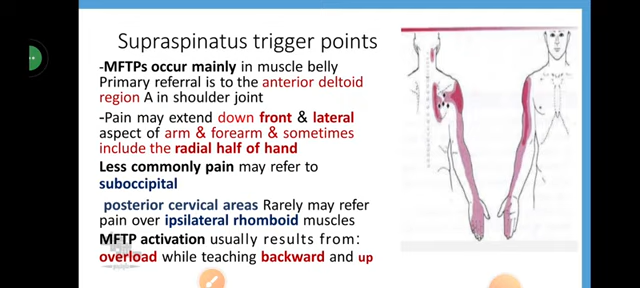 Supraspinatus trigger points
-MFTPs occur mainly in muscle belly
Primary referral is to the anterior deltoid
region A in shoulder joint
-Pain may extend down front & lateral
aspect of arm & forearm & sometimes
include the radial half of hand
Less commonly pain may refer to
suboccipital
posterior cervical areas Rarely may refer
pain over ipsilateral rhomboid muscles
MFTP activation usually results from:
overload while teaching backward and up